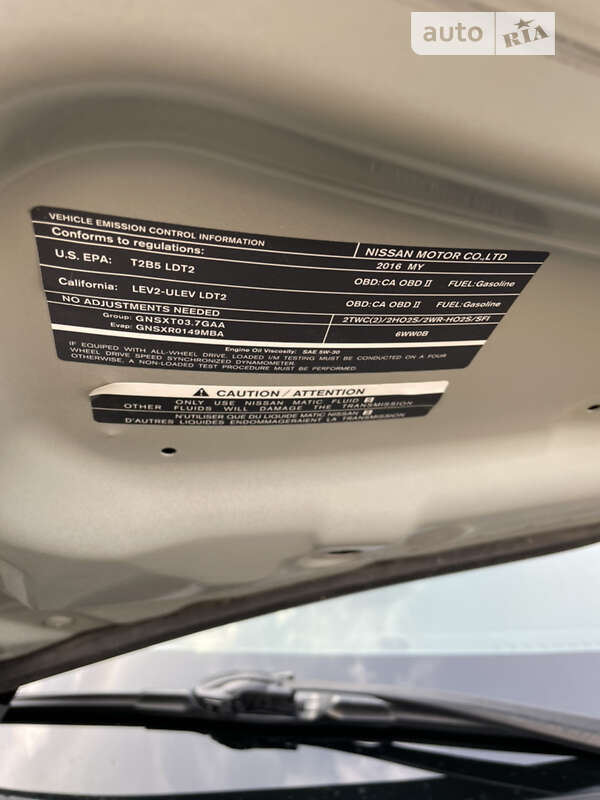 auto RIA
VEHICLE EMISSION CONTROL INFORMATION
Conforms to regulations:
NISSAN MOTOR CO.,LTD
2016 MY
U.S. EPA: T2B5 LDT2 OBD:CA OBD II FUEL:Gasoline
California: LEV2-ULEV LDT2 OBD:CA OBD II FUEL:Gasoline
NO ADJUSTMENTS NEEDED
Group: GNSXT03.7GAA 2TWC(2)/2HO2S/2WR-HO2S/SFI
Evap: GNSXR0149MBA 6WW0B
Engine Oil Viscosity: SAE 5W-30
IF EQUIPPED WITH ALL-WHEEL DRIVE, LOADED I/M TESTING MUST BE CONDUCTED ON A FOUR
WHEEL DRIVE SPEED SYNCHRONIZED DYNAMOMETER.
OTHERWISE, A NON-LOADED TEST PROCEDURE MUST BE PERFORMED.
CAUTION / ATTENTION
ONLY USE NISSAN MATIC FLUID S
OTHER FLUIDS WILL DAMAGE THE TRANSMISSION
N'UTILISER QUE DU LIQUIDE MATIC NISSAN S
D'AUTRES LIQUIDES ENDOMMAGERAIENT LA TRANSMISSION